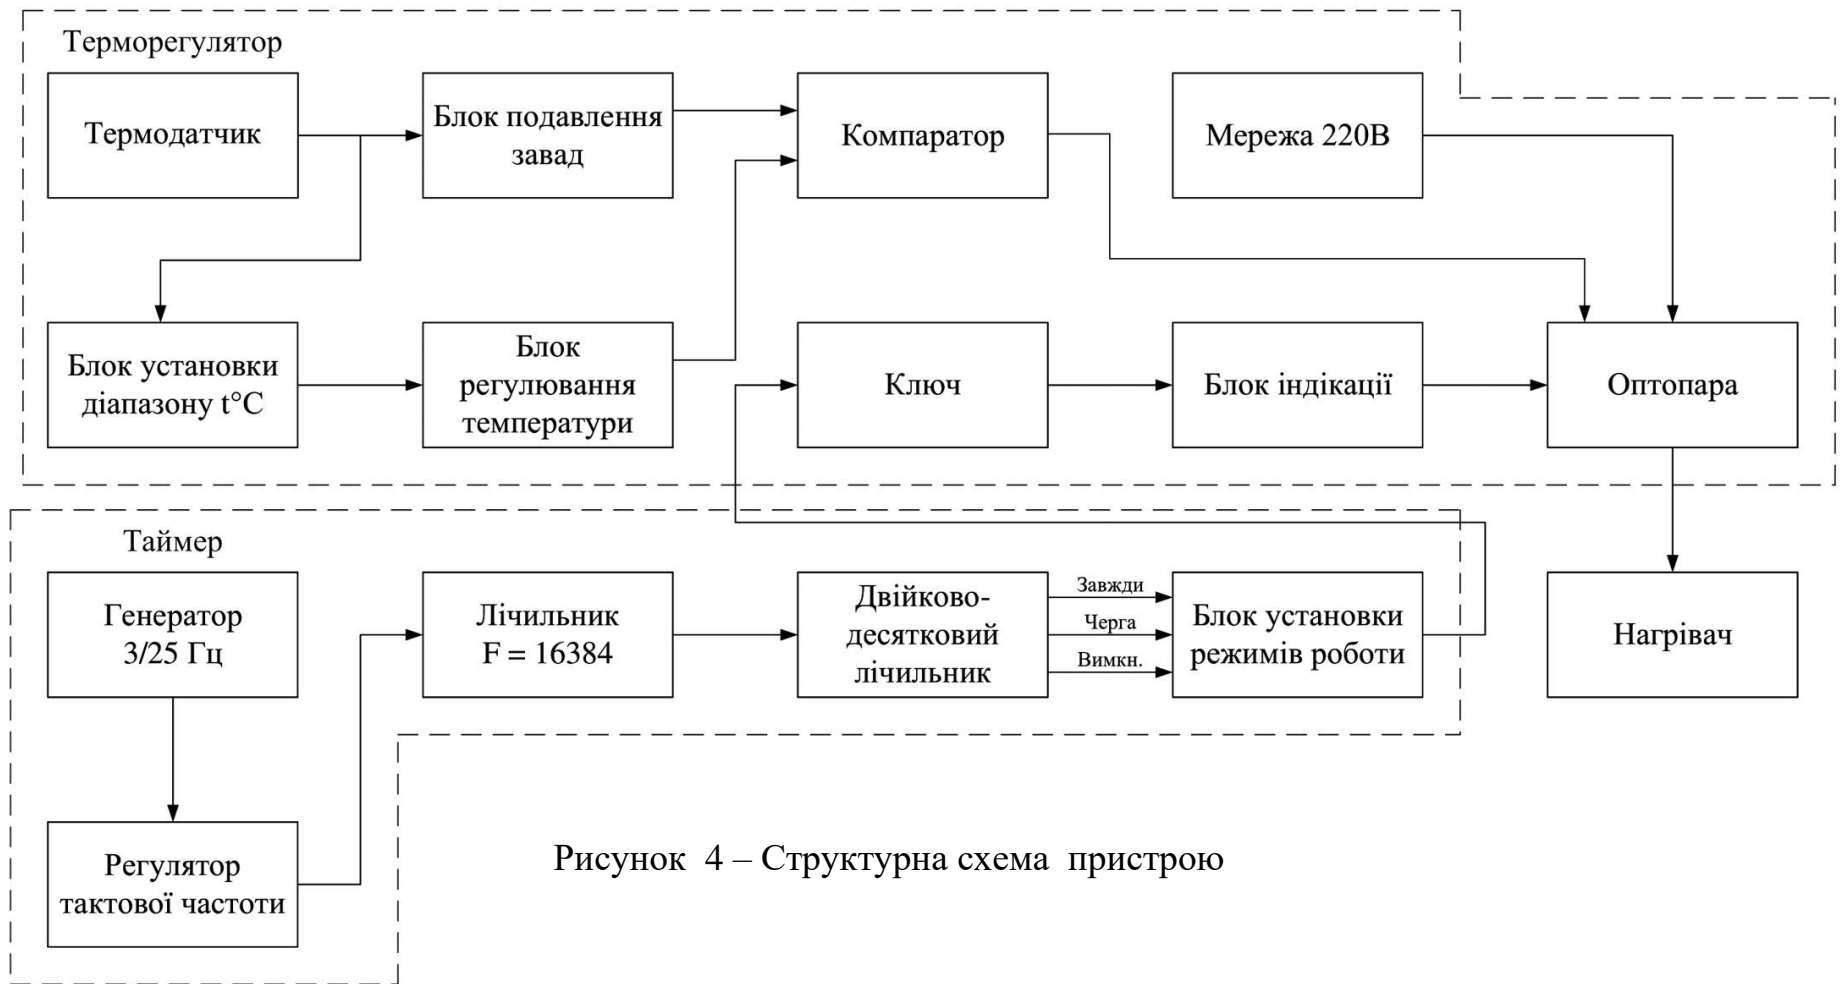 Терморегулятор
Термодатчик
Блок подавлення
завад
Компаратор
Мережа 220В
Блок установки
діапазону t°C
Блок
регулювання
температури
Ключ
Блок індікації
Оптопара
Таймер
Генератор
3/25 Гц
Лічильник
F = 16384
Двійково-
десятковий
лічильник
Завжди
Черга
Вимкн.
Блок установки
режимів роботи
Нагрівач
Регулятор
тактової частоти
Рисунок 4 – Структурна схема пристрою